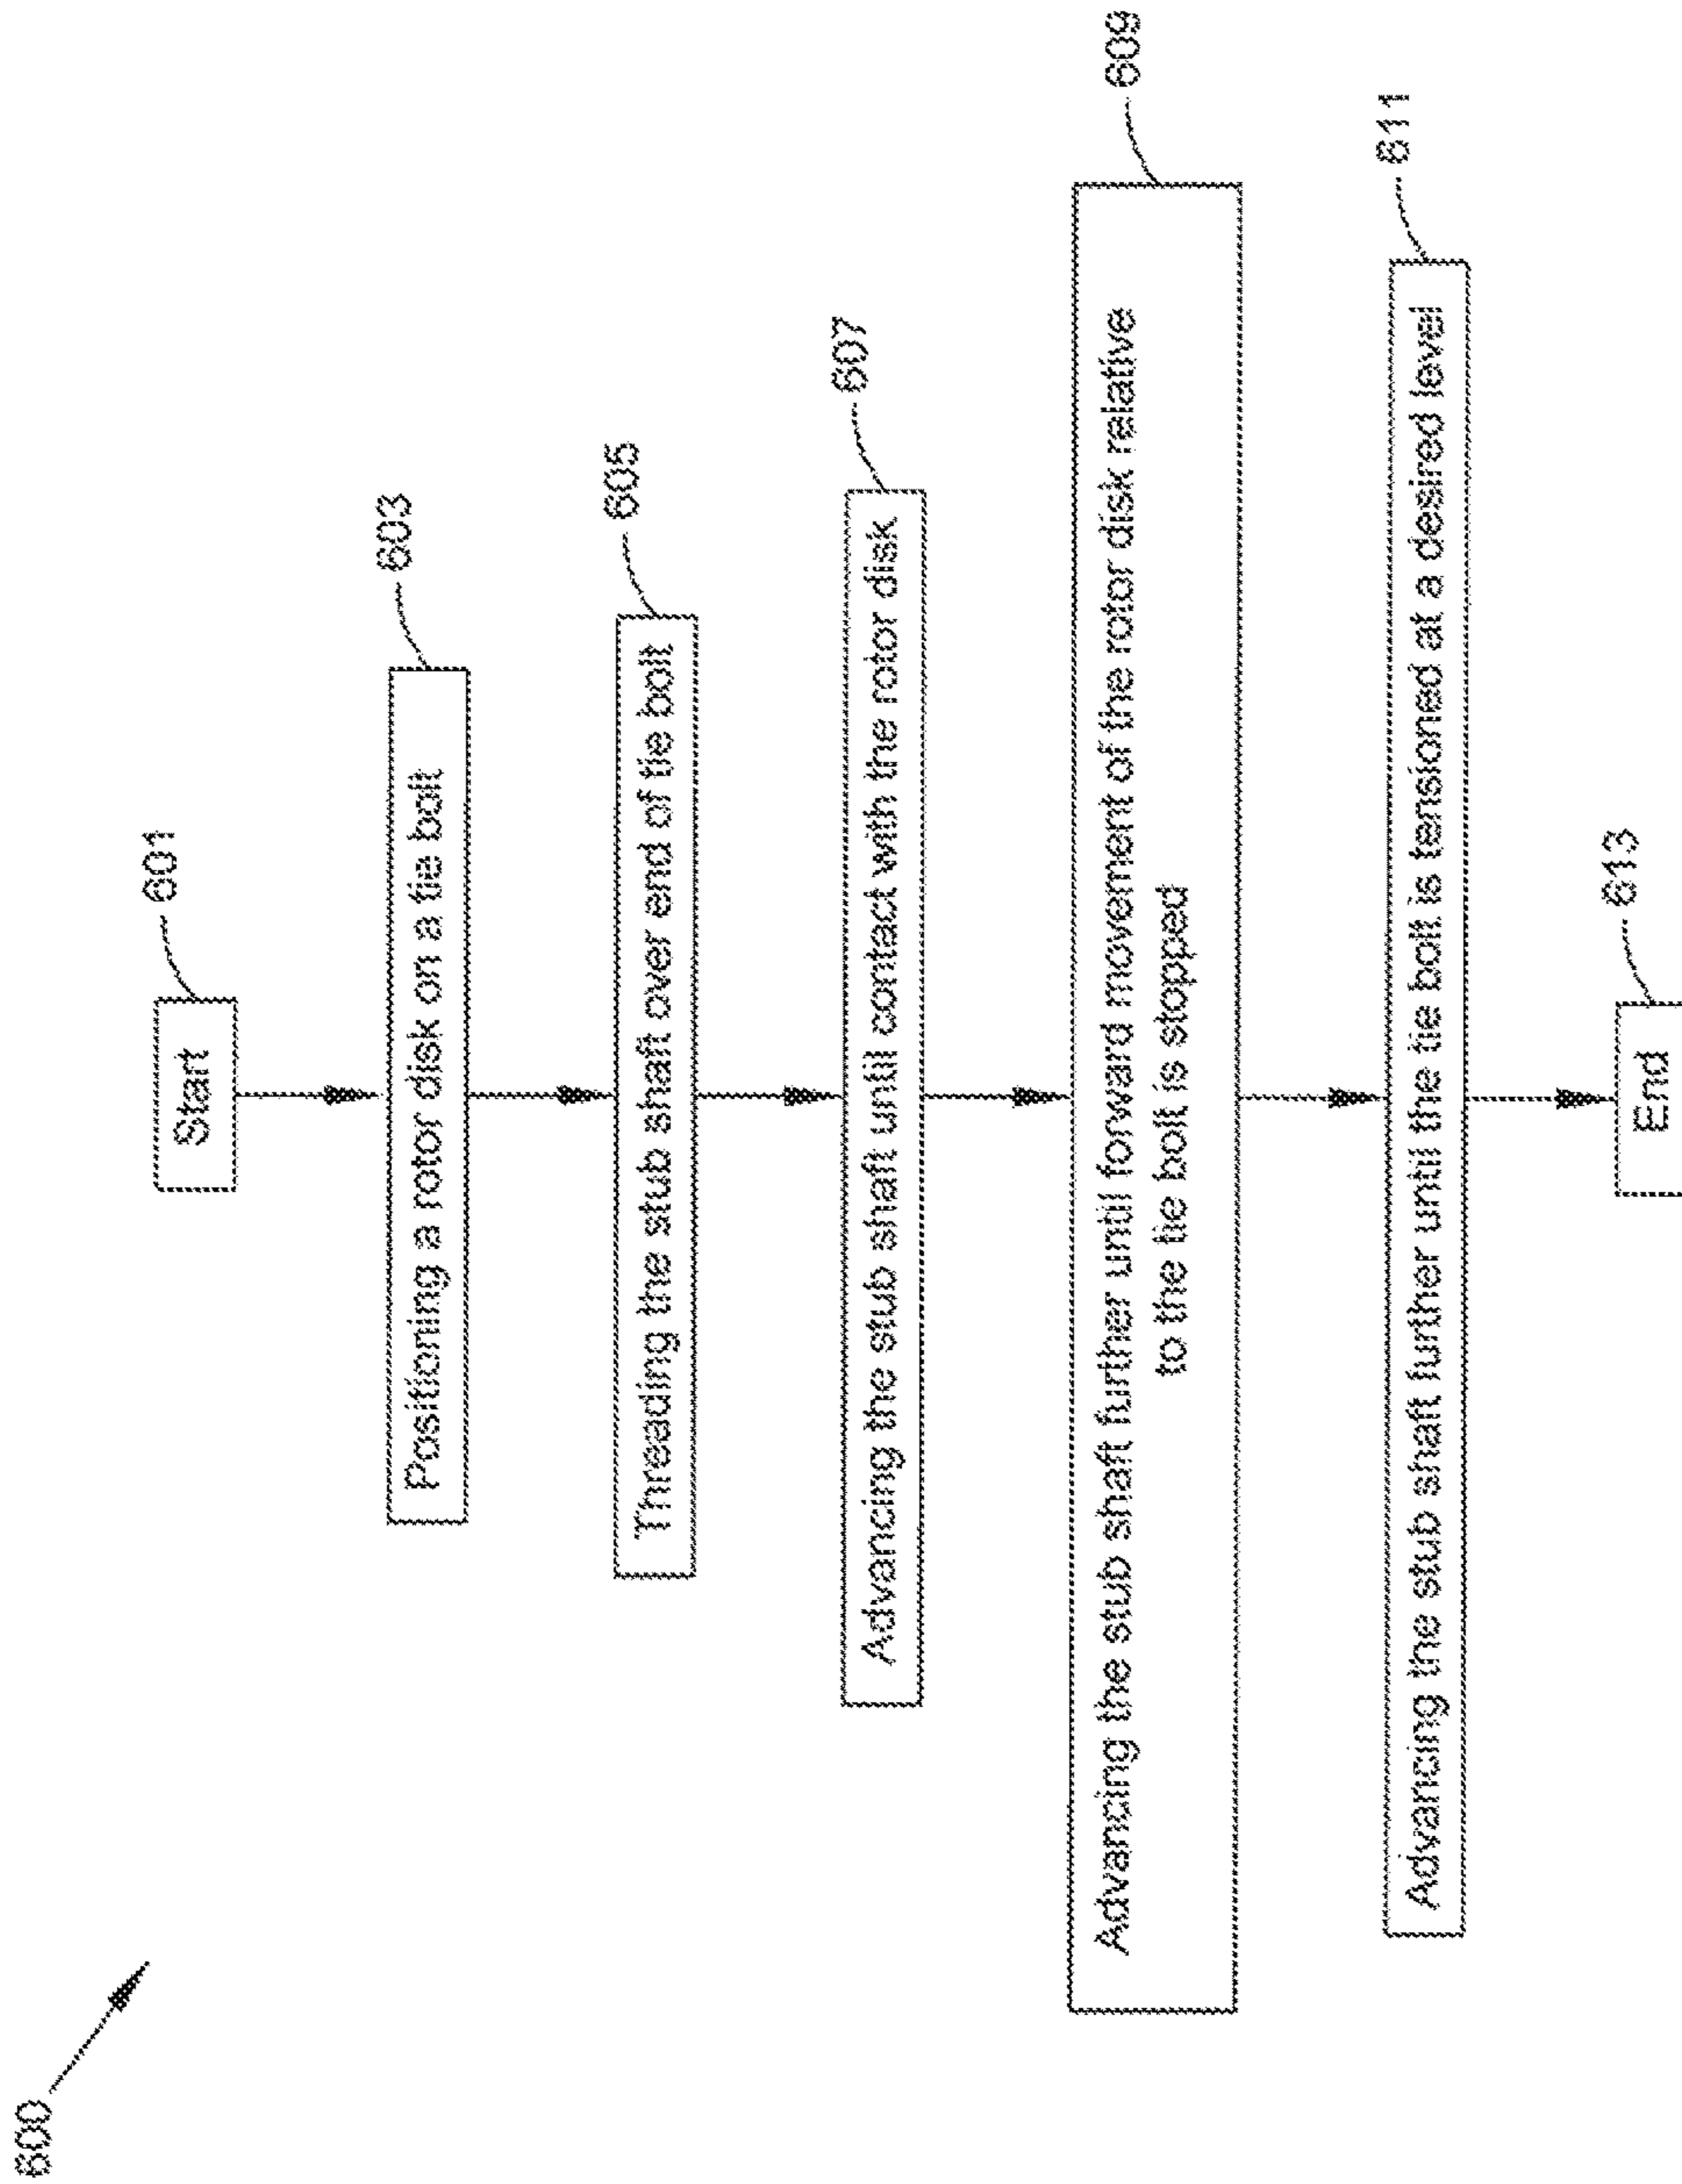 600
Start
601
Positioning a rotor disk on a tie bolt
603
Threading the stub shaft over end of tie bolt
605
Advancing the stub shaft until contact with the rotor disk
607
Advancing the stub shaft further until forward movement of the rotor disk relative
to the tie bolt is stopped
609
Advancing the stub shaft further until the tie bolt is tensioned at a desired level
611
End
613